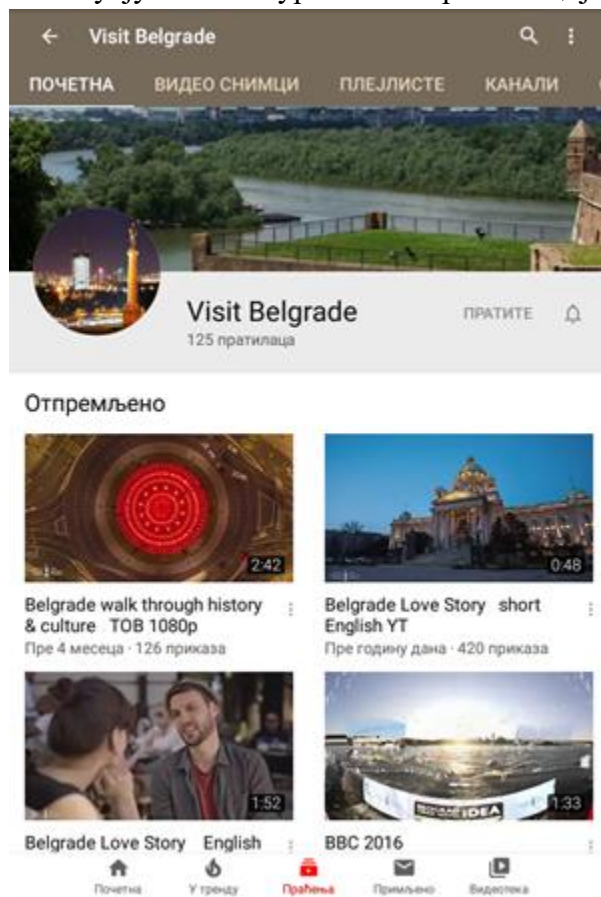 Visit Belgrade
ПОЧЕТНА ВИДЕО СНИМЦИ ПЛЕЈЛИСТЕ КАНАЛИ
Visit Belgrade
ПРАТИТЕ
125 пратилаца
Отпремљено
2:42
0:48
Belgrade walk through history
& culture TOB 1080p
Пре 4 месеца · 126 приказа
Belgrade Love Story short
English YT
Пре годину дана · 420 приказа
1:52
IDEA
1:33
Belgrade Love Story English
BBC 2016
Почетна У тренду Праћења Примљено Видеотека